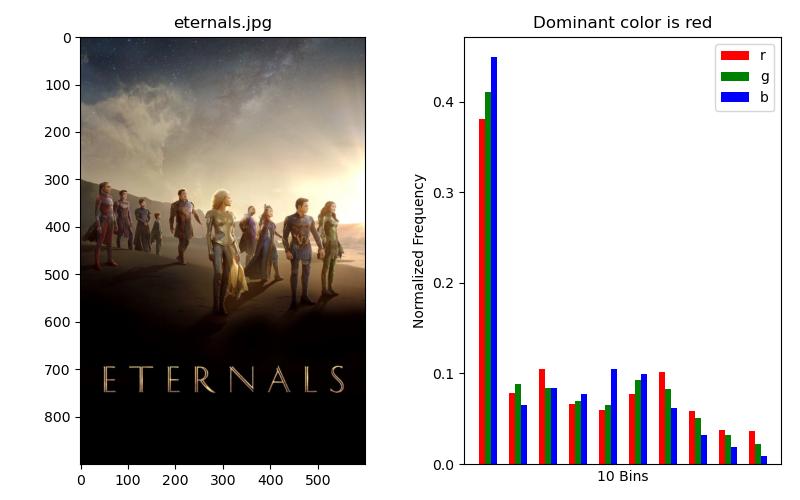 eternals.jpg
0
100
200
300
400
500
600
700
800
ETERNALS
0 100 200 300 400 500
Dominant color is red
r
g
b
Normalized Frequency
0.4
0.3
0.2
0.1
0.0
10 Bins